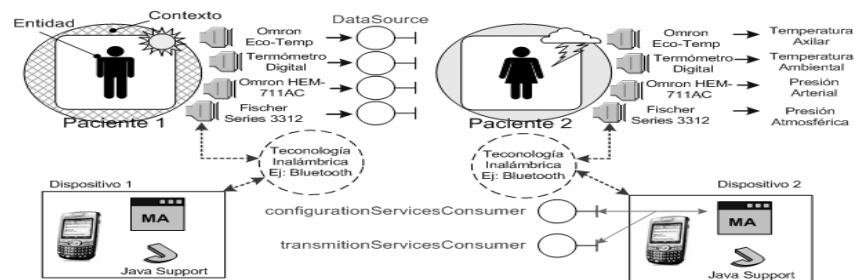 Contexto
Entidad
DataSource
Omron
Eco-Temp
Termómetro
Digital
Omron HEM-
711AC
Fischer
Series 3312
Paciente 1
Omron
Eco-Temp
Termómetro
Digital
Omron HEM-
711AC
Fischer
Series 3312
Temperatura
Axilar
Temperatura
Ambiental
Presión
Arterial
Presión
Atmosférica
Paciente 2
Teconología
Inalámbrica
Ej: Bluetooth
Teconología
Inalámbrica
Ej: Bluetooth
Dispositivo 1
MA
Java Support
configurationServicesConsumer
transmitionServicesConsumer
Dispositivo 2
MA
Java Support